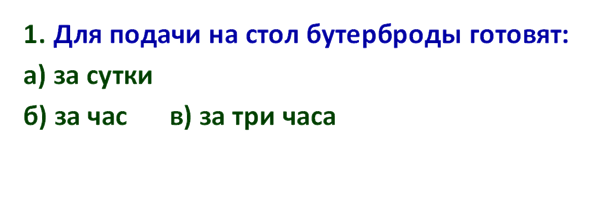 1. Для подачи на стол бутерброды готовят:
а) за сутки
б) за час в) за три часа